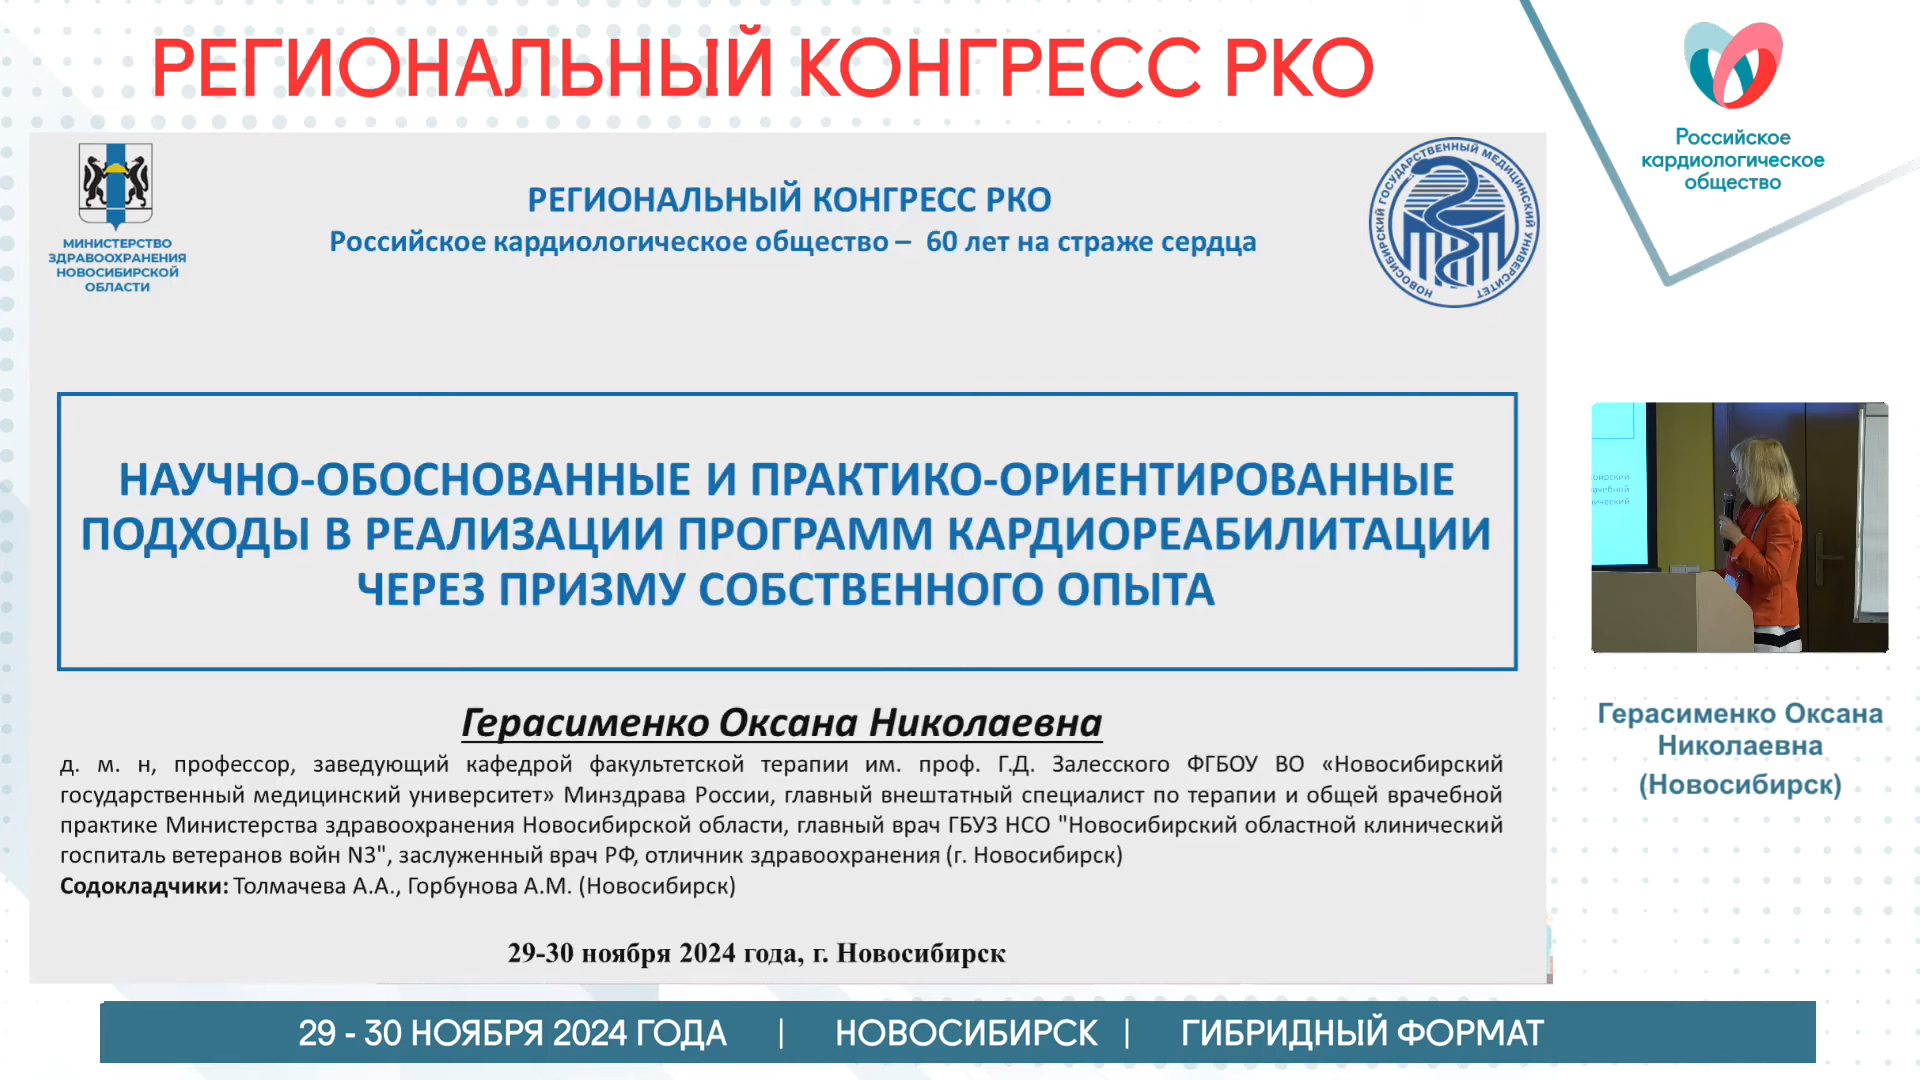 РЕГИОНАЛЬНЫЙ КОНГРЕСС РКО
Российское
кардиологическое
общество
МИНИСТЕРСТВО
ЗДРАВООХРАНЕНИЯ
НОВОСИБИРСКОЙ
ОБЛАСТИ
РЕГИОНАЛЬНЫЙ КОНГРЕСС РКО
Российское кардиологическое общество – 60 лет на страже сердца
НОВОСИБИРСКИЙ ГОСУДАРСТВЕННЫЙ МЕДИЦИНСКИЙ УНИВЕРСИТЕТ
НАУЧНО-ОБОСНОВАННЫЕ И ПРАКТИКО-ОРИЕНТИРОВАННЫЕ
ПОДХОДЫ В РЕАЛИЗАЦИИ ПРОГРАММ КАРДИОРЕАБИЛИТАЦИИ
ЧЕРЕЗ ПРИЗМУ СОБСТВЕННОГО ОПЫТА
Герасименко Оксана Николаевна
д. м. н, профессор, заведующий кафедрой факультетской терапии им. проф. Г.Д. Залесского ФГБОУ ВО «Новосибирский
государственный медицинский университет» Минздрава России, главный внештатный специалист по терапии и общей врачебной
практике Министерства здравоохранения Новосибирской области, главный врач ГБУЗ НСО "Новосибирский областной клинический
госпиталь ветеранов войн N3", заслуженный врач РФ, отличник здравоохранения (г. Новосибирск)
Содокладчики: Толмачева А.А., Горбунова А.М. (Новосибирск)
29-30 ноября 2024 года, г. Новосибирск
Герасименко Оксана
Николаевна
(Новосибирск)
29 - 30 НОЯБРЯ 2024 ГОДА | НОВОСИБИРСК | ГИБРИДНЫЙ ФОРМАТ